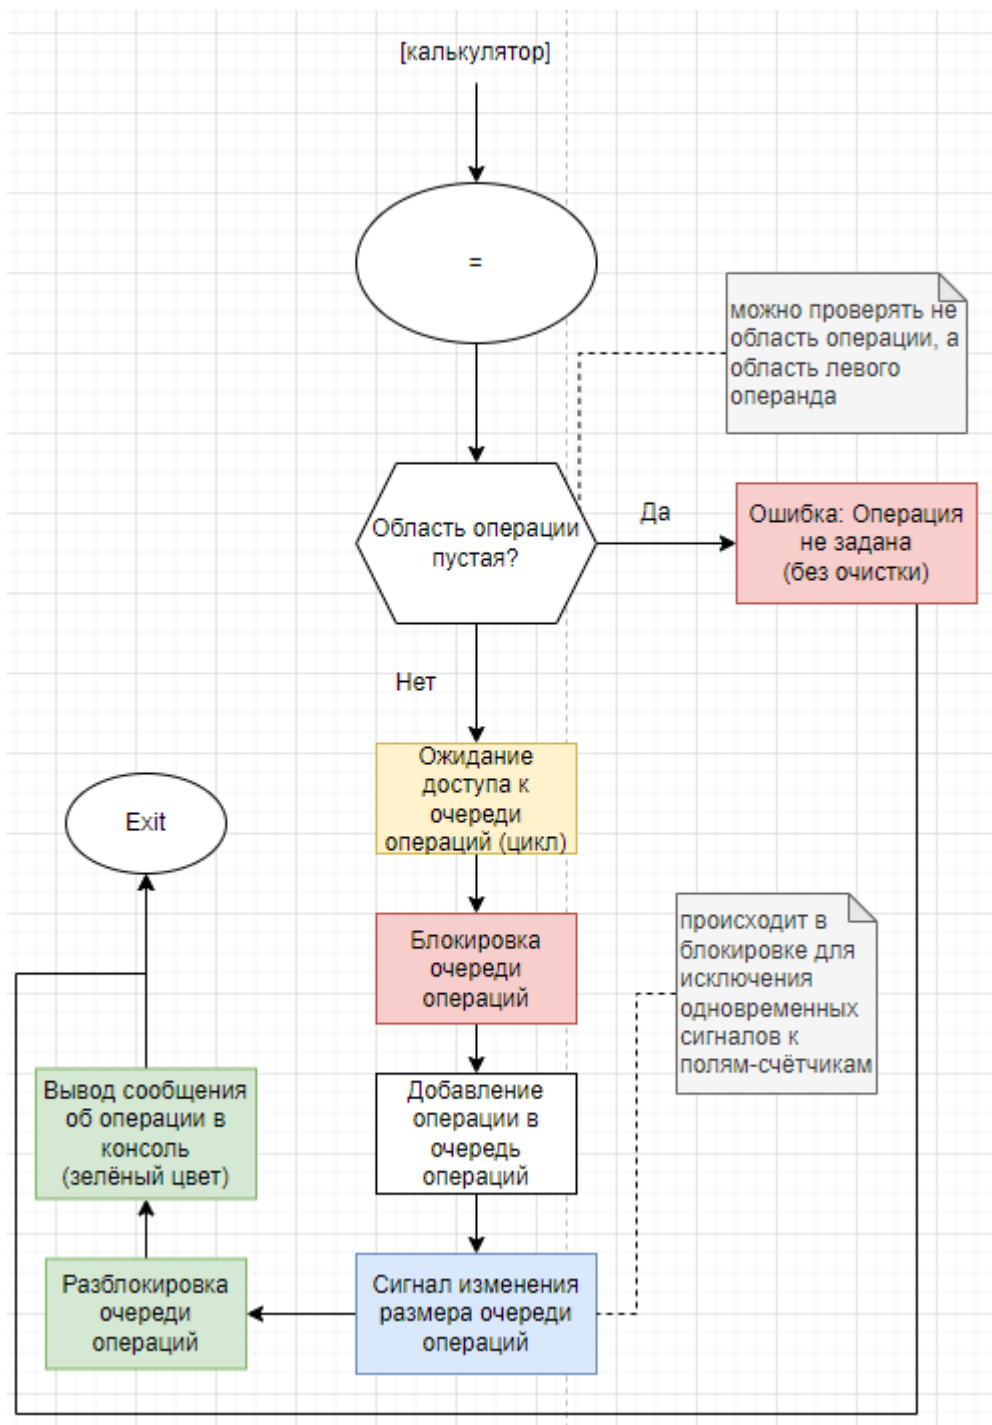 [калькулятор]
=
можно проверять не
область операции, а
область левого
операнда
Область операции
пустая?
Да
Ошибка: Операция
не задана
(без очистки)
Нет
Ожидание
доступа к
очереди
операций (цикл)
Exit
Блокировка
очереди
операций
происходит в
блокировке для
исключения
одновременных
сигналов к
полям-счётчикам
Добавление
операции в
очередь
операций
Вывод сообщения
об операции в
консоль
(зелёный цвет)
Сигнал изменения
размера очереди
операций
Разблокировка
очереди
операций